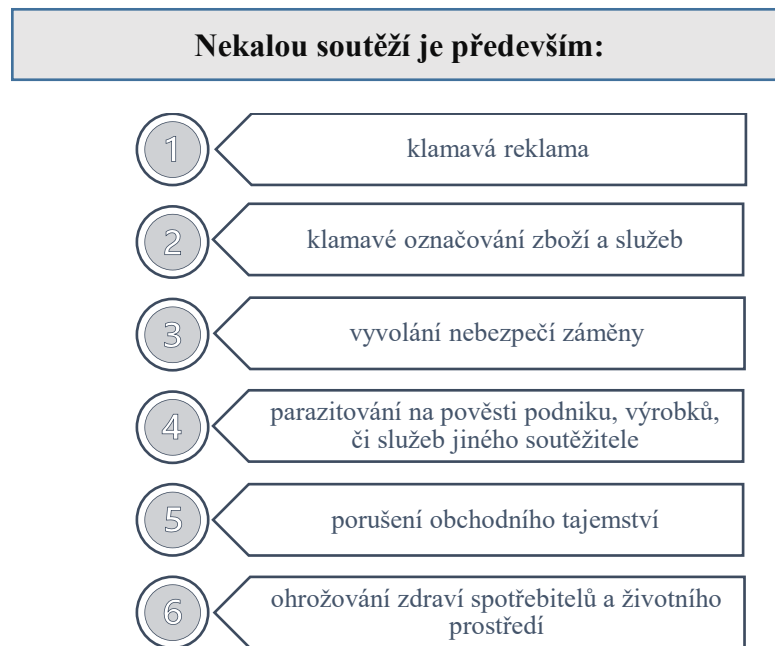 Nekalou soutěží je především:
1
klamavá reklama
2
klamavé označování zboží a služeb
3
vyvolání nebezpečí záměny
4
parazitování na pověsti podniku, výrobků,
či služeb jiného soutěžitele
5
porušení obchodního tajemství
6
ohrožování zdraví spotřebitelů a životního
prostředí